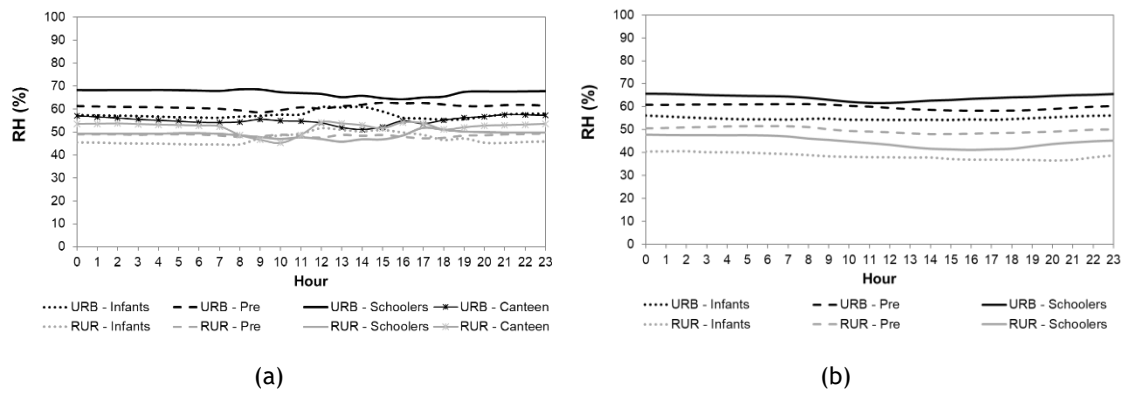 100
90
80
70
60
50
40
30
20
10
0
RH (%)
0 1 2 3 4 5 6 7 8 9 10 11 12 13 14 15 16 17 18 19 20 21 22 23
Hour
URB - Infants URB - Pre URB - Schoolers URB - Canteen
RUR - Infants RUR - Pre RUR - Schoolers RUR - Canteen
(a)
100
90
80
70
60
50
40
30
20
10
0
RH (%)
0 1 2 3 4 5 6 7 8 9 10 11 12 13 14 15 16 17 18 19 20 21 22 23
Hour
URB - Infants URB - Pre URB - Schoolers
RUR - Infants RUR - Pre RUR - Schoolers
(b)